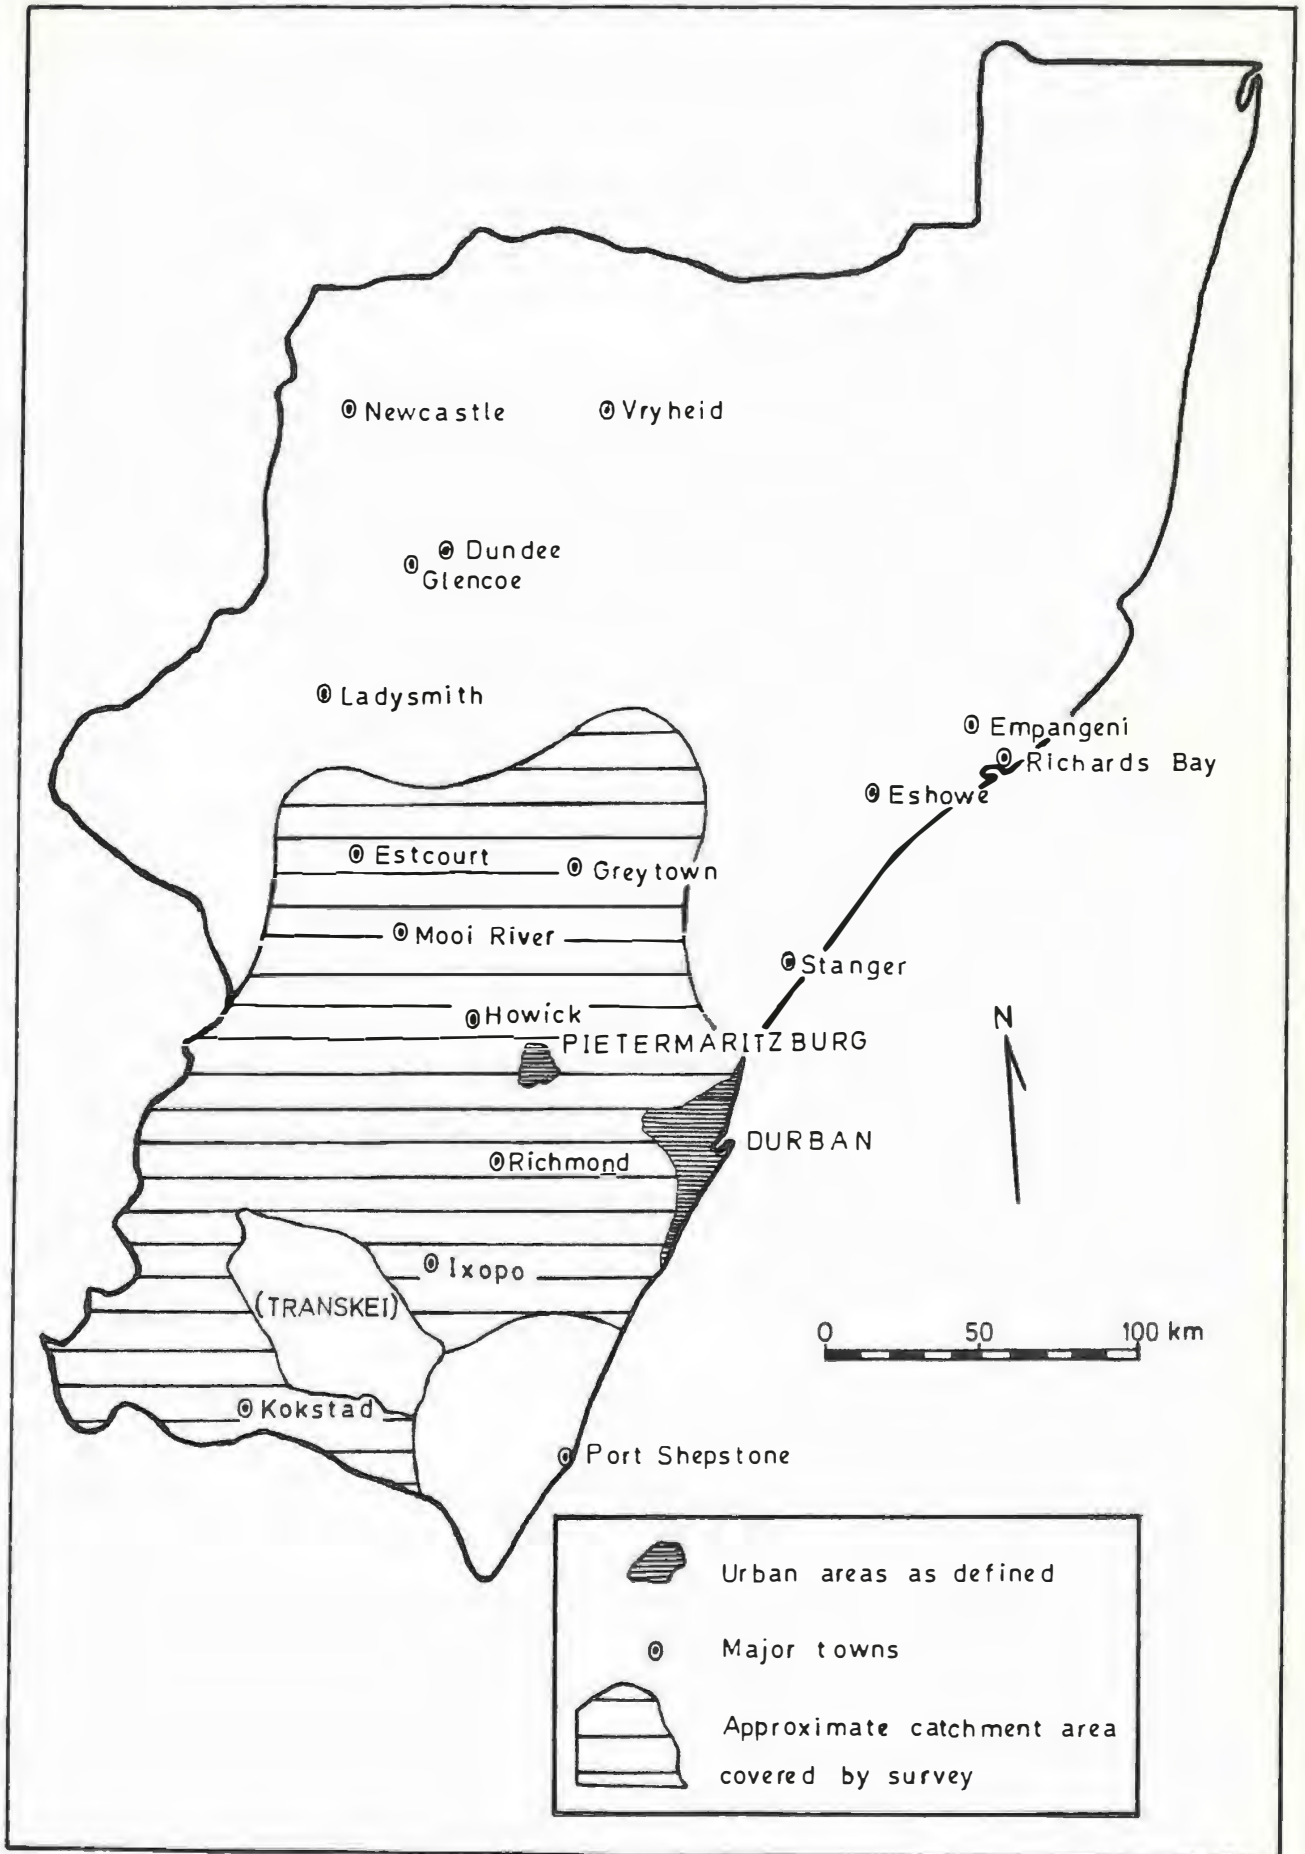 Newcastle
Vryheid
Dundee
Glencoe
Ladysmith
Empangeni
Richards Bay
Eshowe
Estcourt
Greytown
Mooi River
Stanger
Howick
N
PIETERMARITZBURG
DURBAN
Richmond
Ixopo
(TRANSKEI)
0 50 100 km
Kokstad
Port Shepstone
Urban areas as defined
Major towns
Approximate catchment area
covered by survey